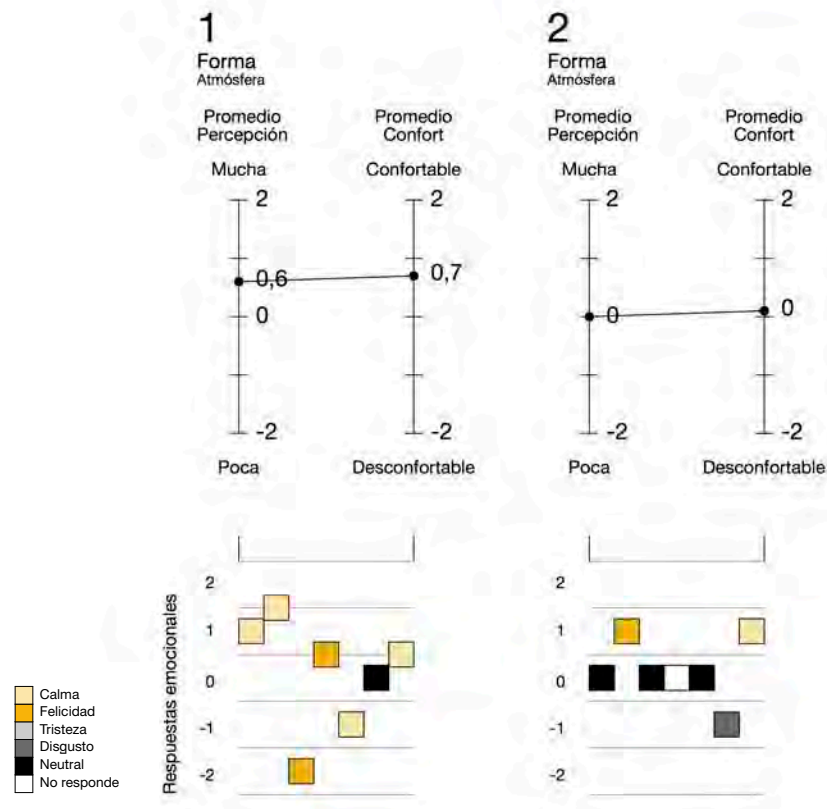 1
Forma
Atmósfera
Promedio
Percepción
Promedio
Confort
Mucha
Confortable
2
2
0,6
0,7
0
-2
-2
Poca
Desconfortable
2
Forma
Atmósfera
Promedio
Percepción
Promedio
Confort
Mucha
Confortable
2
2
0
0
-2
-2
Poca
Desconfortable
Respuestas emocionales
2
1
0
-1
-2
2
1
0
-1
-2
Calma
Felicidad
Tristeza
Disgusto
Neutral
No responde